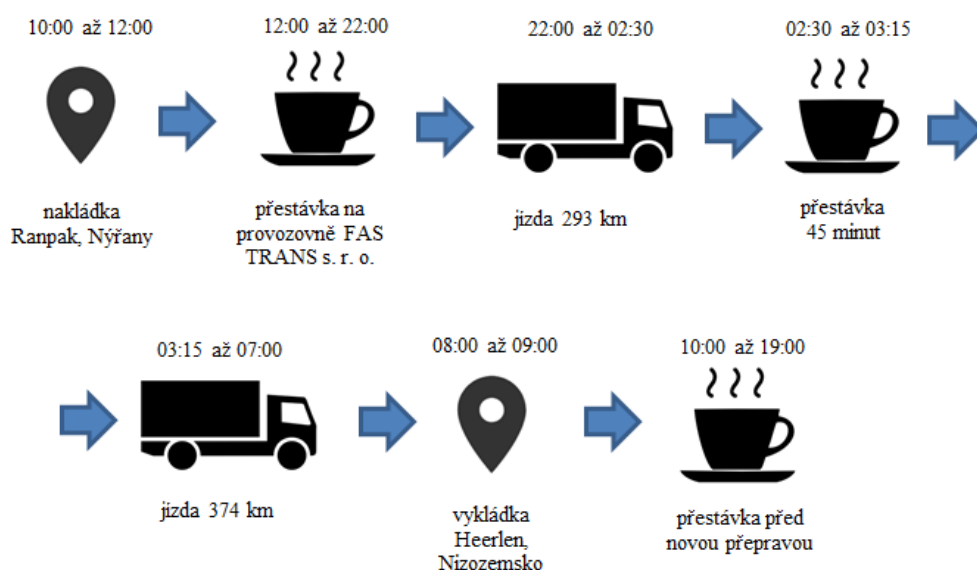 10:00 až 12:00
nakládka
Ranpak, Nýřany
12:00 až 22:00
přestávka na
provozovně FAS
TRANS s. r. o.
22:00 až 02:30
jízda 293 km
02:30 až 03:15
přestávka
45 minut
03:15 až 07:00
jízda 374 km
08:00 až 09:00
vykládka
Heerlen,
Nizozemsko
10:00 až 19:00
přestávka před
novou přepravou